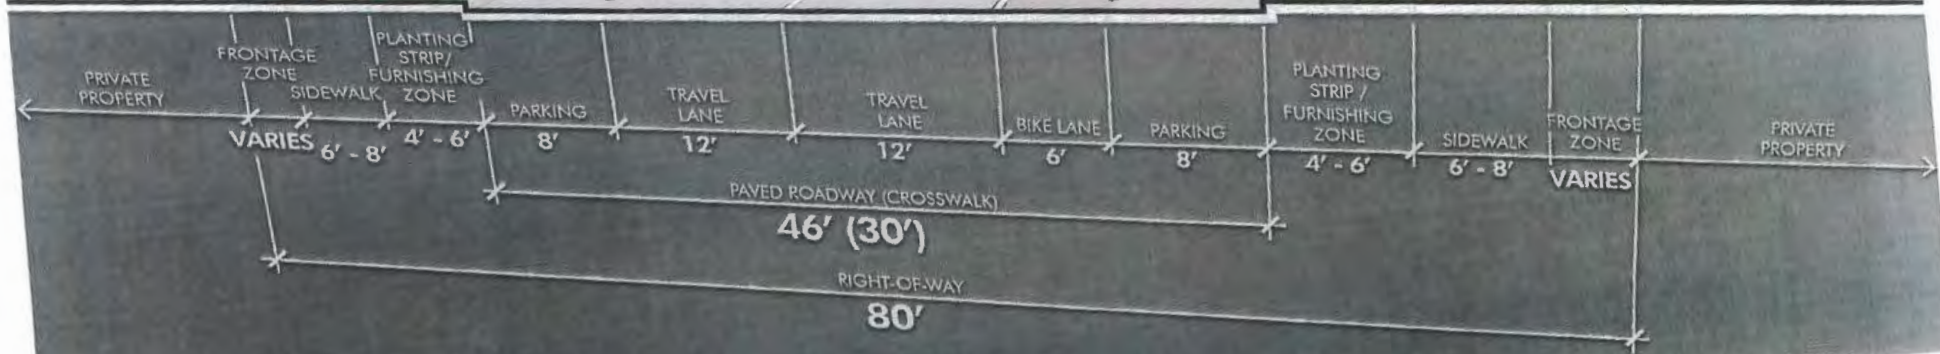 PRIVATE
PROPERTY
FRONTAGE
ZONE
VARIES
SIDEWALK
6' - 8'
PLANTING
STRIP/
FURNISHING
ZONE
4' - 6'
PARKING
8'
TRAVEL
LANE
12'
TRAVEL
LANE
12'
BIKE LANE
6'
PARKING
8'
PLANTING
STRIP /
FURNISHING
ZONE
4' - 6'
SIDEWALK
6' - 8'
FRONTAGE
ZONE
VARIES
PRIVATE
PROPERTY
PAVED ROADWAY (CROSSWALK)
46' (30')
RIGHT-OF-WAY
80'